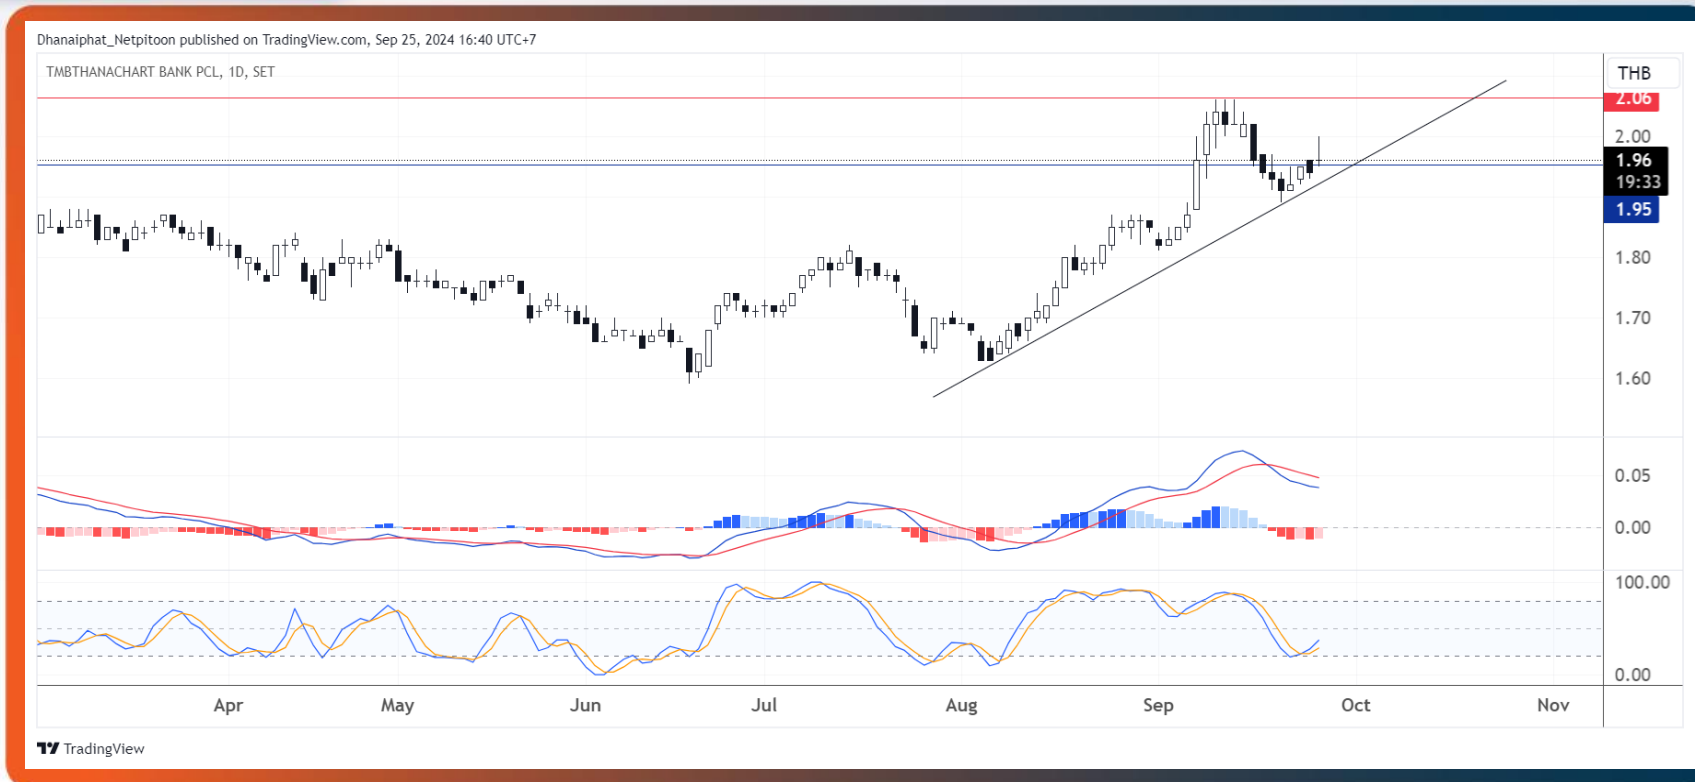 Dhanaiphat_Netpitoon published on TradingView.com, Sep 25, 2024 16:40 UTC+7
TMBTHANACHART BANK PCL, 1D, SET
THB
2.06
2.00
1.96
19:33
1.95
1.80
1.70
1.60
0.05
0.00
100.00
0.00
Apr May Jun Jul Aug Sep Oct Nov
TradingView